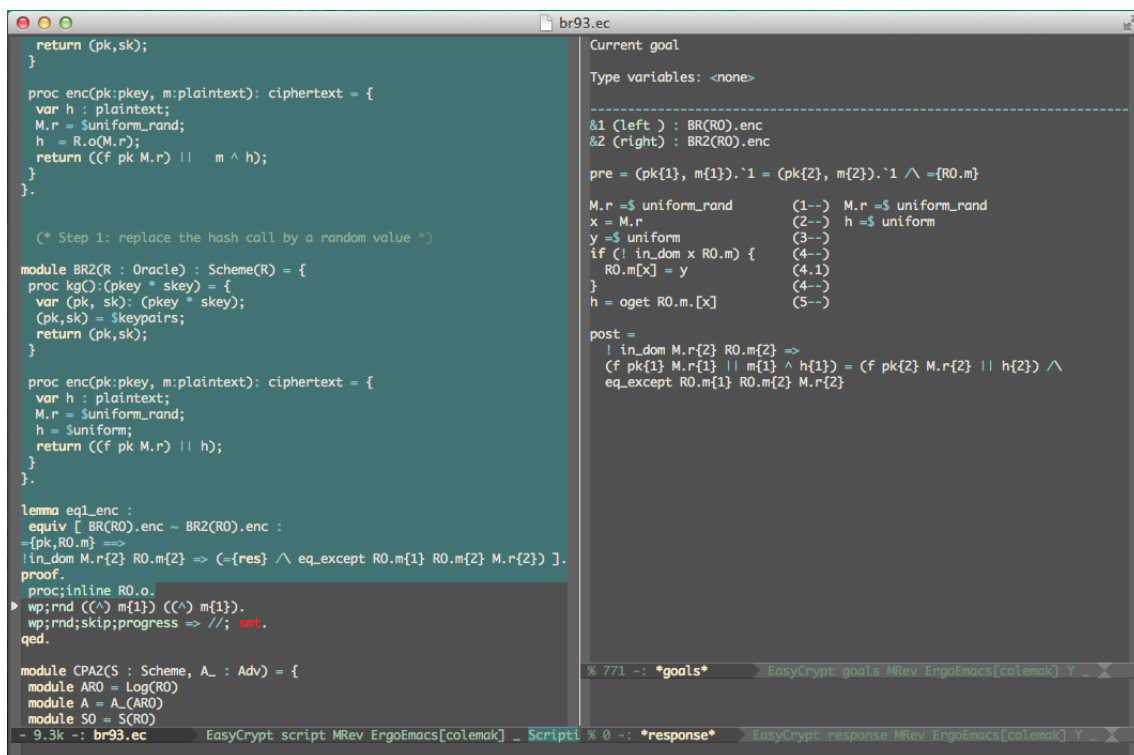 br93.ec
return (pk,sk);
}
proc enc(pk:pkey, m:plaintext): ciphertext = {
var h : plaintext;
M.r = $uniform_rand;
h  = R.o(M.r);
return ((f pk M.r) ||   m ^ h);
}
}.
(* Step 1: replace the hash call by a random value *)
module BR2(R : Oracle) : Scheme(R) = {
proc kg():(pkey * skey) = {
var (pk, sk): (pkey * skey);
(pk,sk) = $keypairs;
return (pk,sk);
}
proc enc(pk:pkey, m:plaintext): ciphertext = {
var h : plaintext;
M.r = $uniform_rand;
h = $uniform;
return ((f pk M.r) || h);
}
}.
lemma eq1_enc :
equiv [ BR(RO).enc ~ BR2(RO).enc :
={pk,RO.m} ==>
!in_dom M.r{2} RO.m{2} => (={res} /\ eq_except RO.m{1} RO.m{2} M.r{2}) ].
proof.
proc;inline RO.o.
wp;rnd ((^) m{1}) ((^) m{1}).
wp;rnd;skip;progress => //; smt.
qed.
module CPA2(S : Scheme, A_ : Adv) = {
module ARO = Log(RO)
module A = A_(ARO)
module SO = S(RO)
- 9.3k -: br93.ec EasyCrypt script MRev ErgoEmacs[colemak] _ Scripti
Current goal
Type variables: <none>
------------------------------------------------------------------------
&1 (left ) : BR(RO).enc
&2 (right) : BR2(RO).enc
pre = (pk{1}, m{1}).`1 = (pk{2}, m{2}).`1 /\ ={RO.m}
M.r =$ uniform_rand (1--) M.r =$ uniform_rand
x = M.r (2--) h =$ uniform
y =$ uniform (3--)
if (! in_dom x RO.m) { (4--)
RO.m[x] = y (4.1)
} (4--)
h = oget RO.m.[x] (5--)
post =
! in_dom M.r{2} RO.m{2} =>
(f pk{1} M.r{1} || m{1} ^ h{1}) = (f pk{2} M.r{2} || h{2}) /\
eq_except RO.m{1} RO.m{2} M.r{2}
% 771 -: *goals* EasyCrypt goals MRev ErgoEmacs[colemak] Y _
% 0 -: *response* EasyCrypt response MRev ErgoEmacs[colemak] Y _